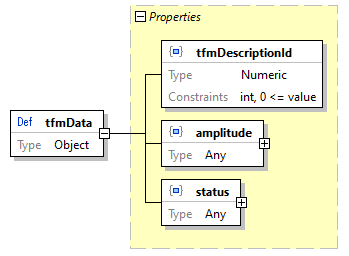 Properties
tfmDescriptionId
Type Numeric
Constraints int, 0 <= value
Def tfmData
Type Object
amplitude
Type Any
status
Type Any